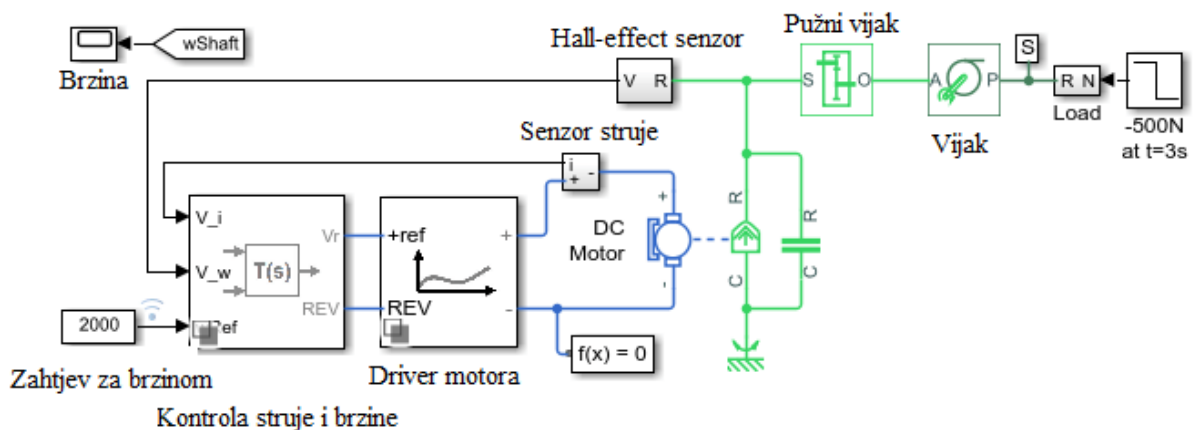 wShaft
Brzina
Hall-effect senzor
V R
Pužni vijak
S O
A P
Vijak
S
R N
Load
-500N
at t=3s
Senzor struje
i
+ -
V_i
V_w
T(s)
Vr
REV
2000
Zahtjev za brzinom
Kontrola struje i brzine
+ref
REV
+
-
Driver motora
f(x) = 0
DC
Motor
+
-
R
C
R
C